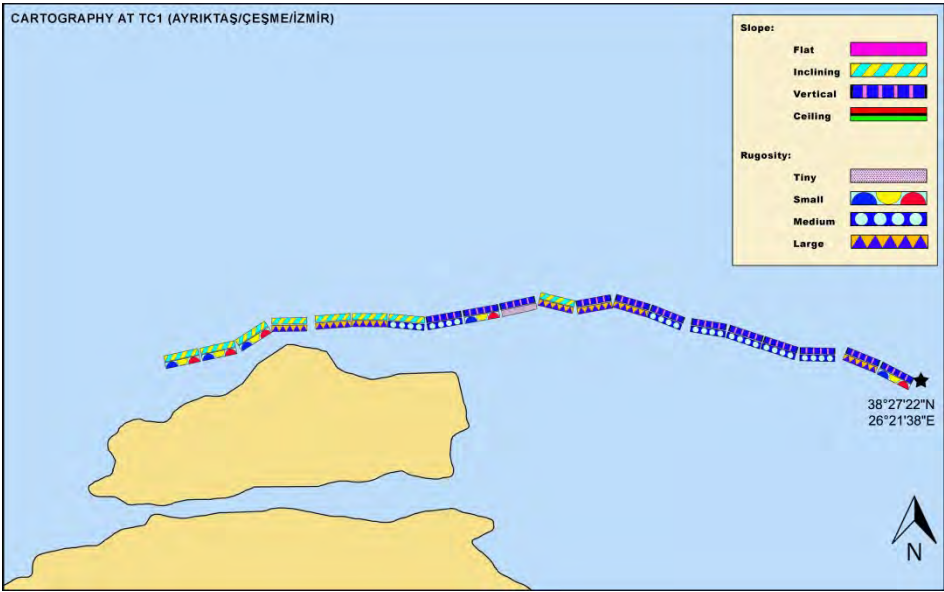 CARTOGRAPHY AT TC1 (AYRIKTAŞ/ÇEŞME/İZMİR)
Slope:
Flat
Inclining
Vertical
Ceiling
Rugosity:
Tiny
Small
Medium
Large
38°27'22"N
26°21'38"E
N